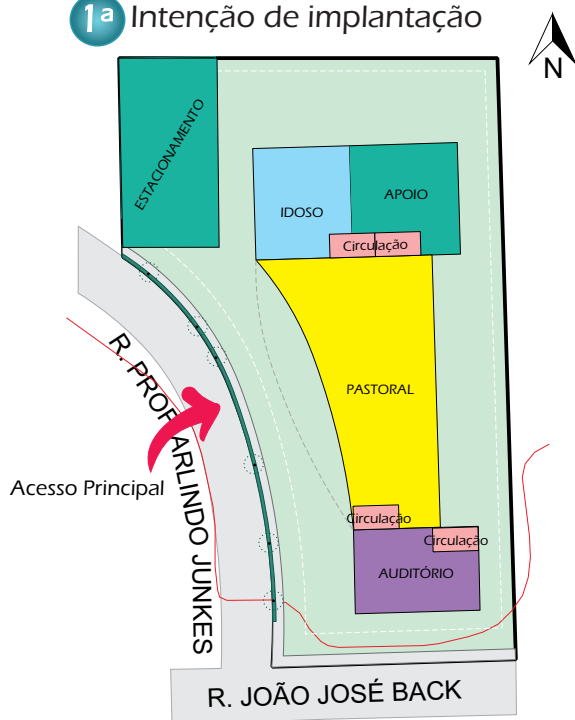 1ª Intenção de implantação
N
ESTACIONAMENTO
IDOSO
APOIO
Circulação
PASTORAL
R. PROF ARLINDO JUNKES
Acesso Principal
Circulação
Circulação
AUDITÓRIO
R. JOÃO JOSÉ BACK